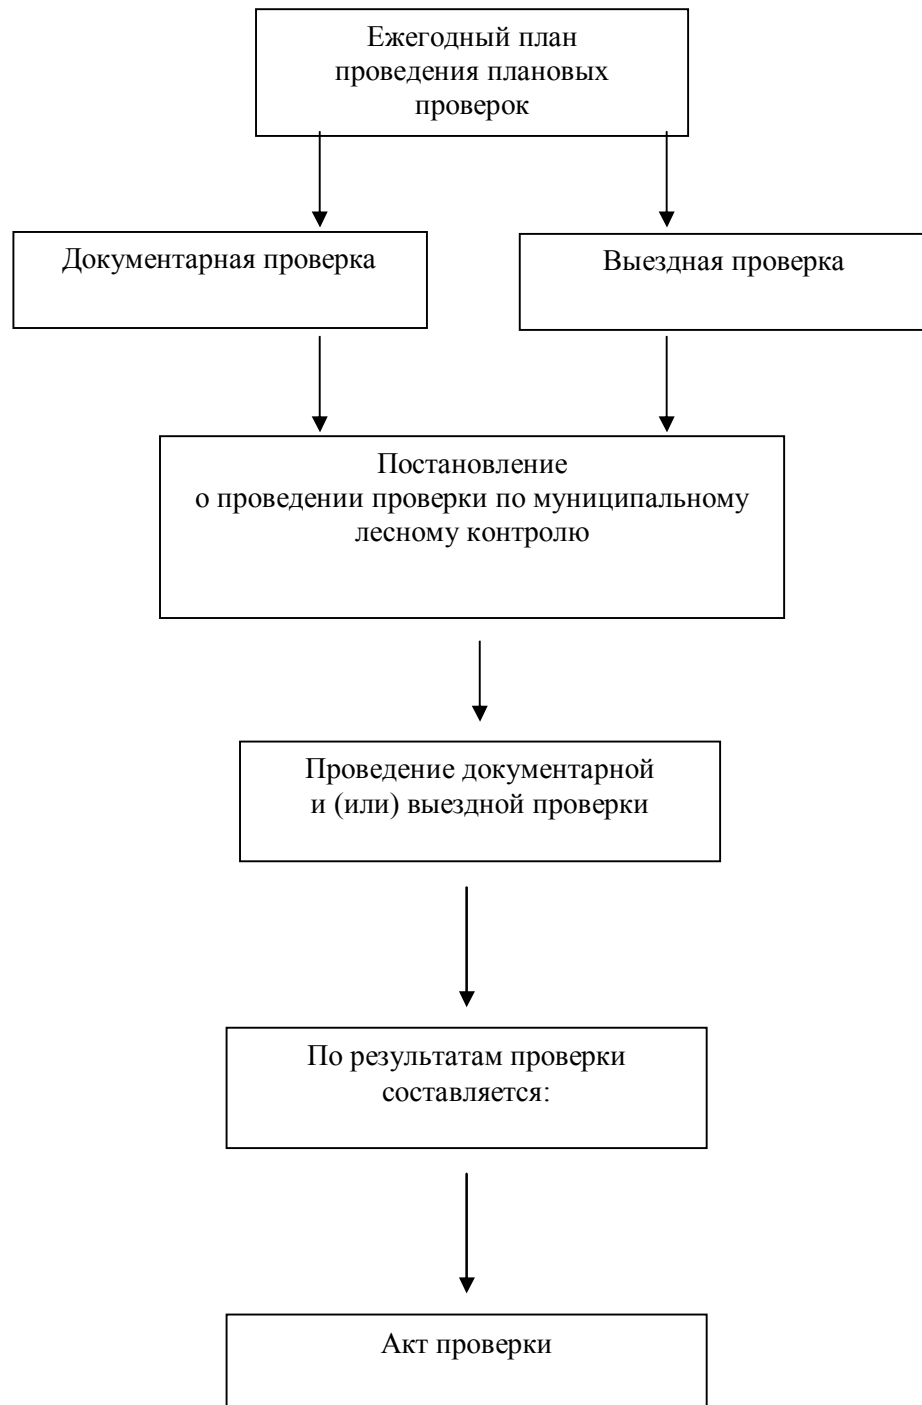 Ежегодный план
проведения плановых
проверок
Документарная проверка
Выездная проверка
Постановление
о проведении проверки по муниципальному
лесному контролю
Проведение документарной
и (или) выездной проверки
По результатам проверки
составляется:
Акт проверки